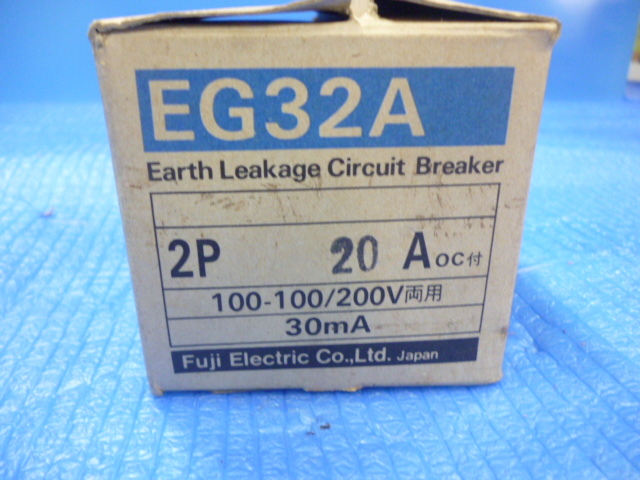 EG32A
Earth Leakage Circuit Breaker
2P 20 A OC付
100-100/200V両用
30mA
Fuji Electric Co.,Ltd. Japan